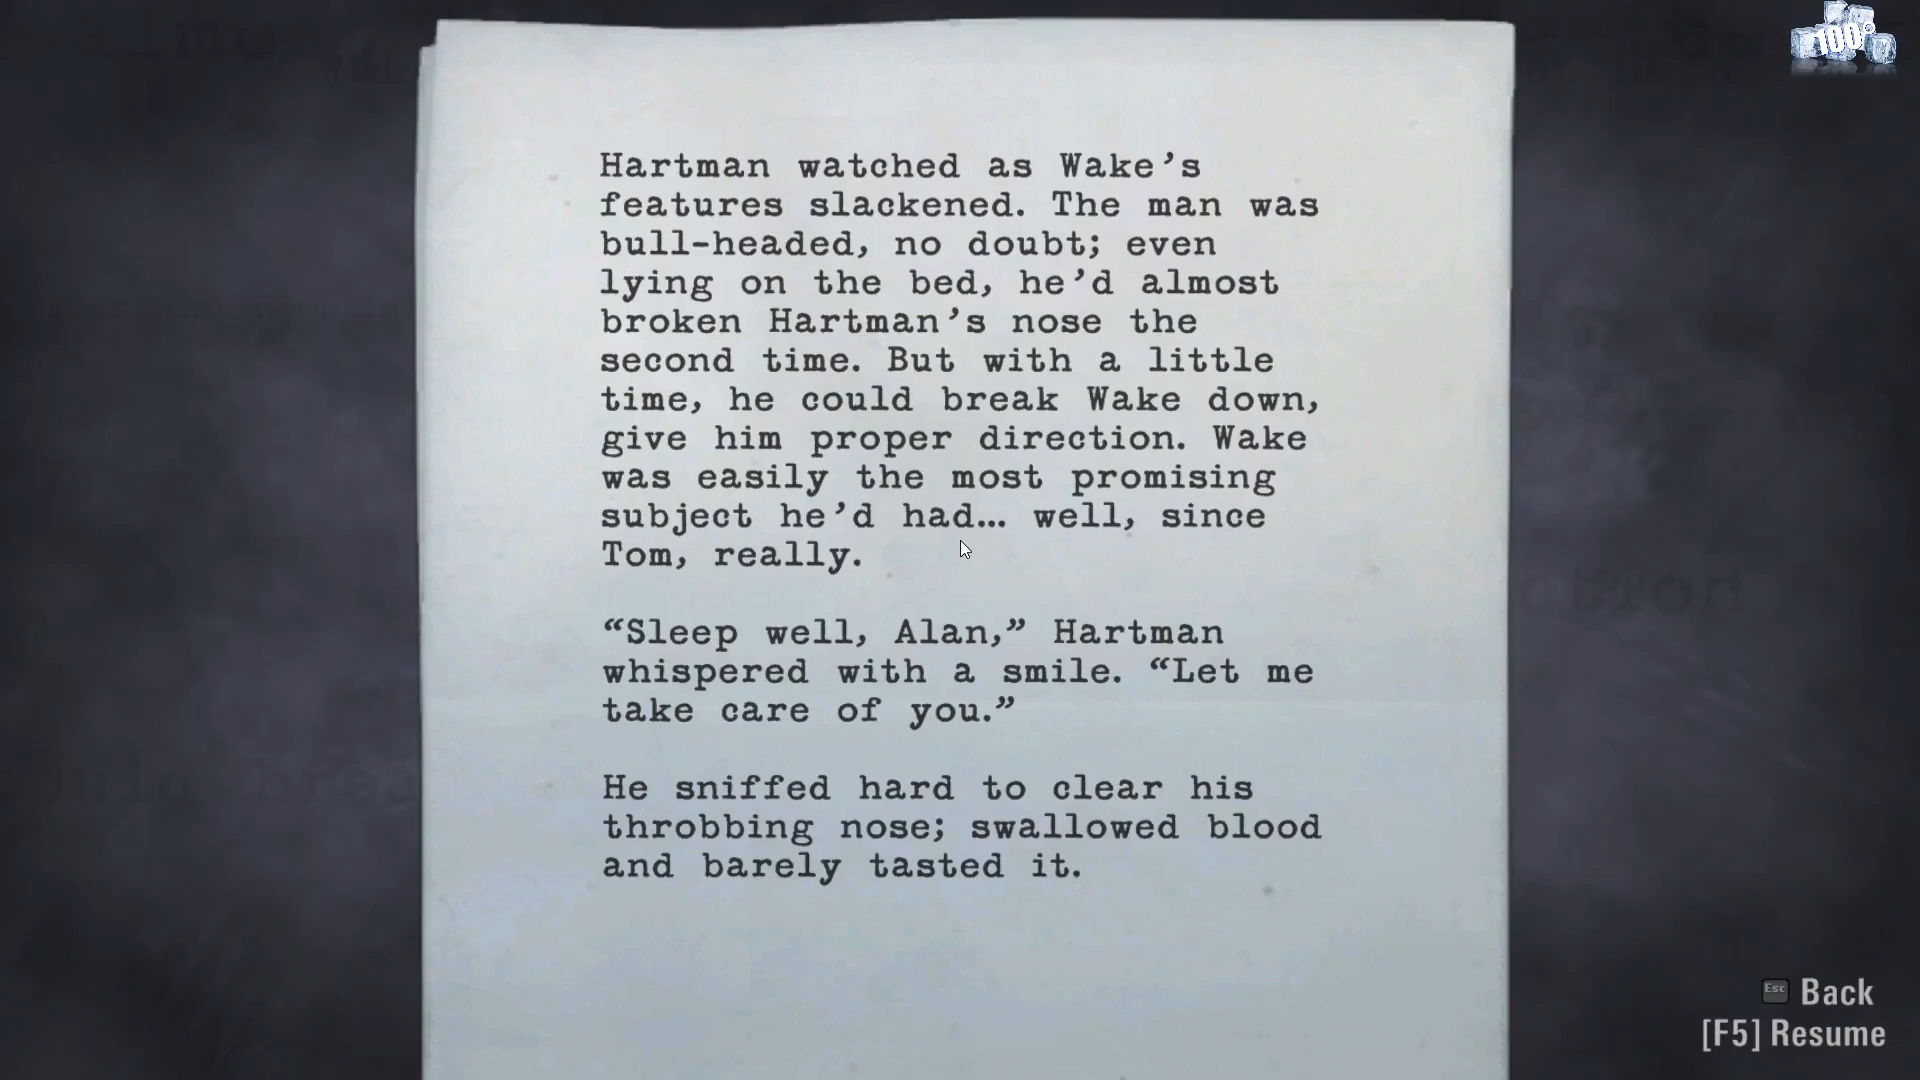 100°
Hartman watched as Wake’s
features slackened. The man was
bull-headed, no doubt; even
lying on the bed, he’d almost
broken Hartman’s nose the
second time. But with a little
time, he could break Wake down,
give him proper direction. Wake
was easily the most promising
subject he’d had… well, since
Tom, really.
“Sleep well, Alan,” Hartman
whispered with a smile. “Let me
take care of you.”
He sniffed hard to clear his
throbbing nose; swallowed blood
and barely tasted it.
Esc Back
[F5] Resume